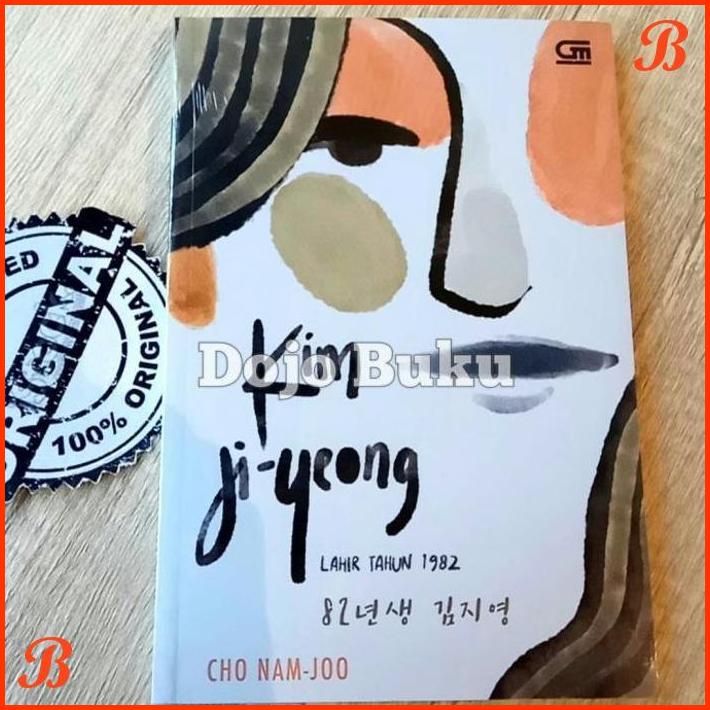 B
GM
Kim
Dojo Buku
ji-yeong
LAHIR TAHUN 1982
82년생 김지영
CHO NAM-JOO
ED
ORIGINAL
100% ORIGINAL
B